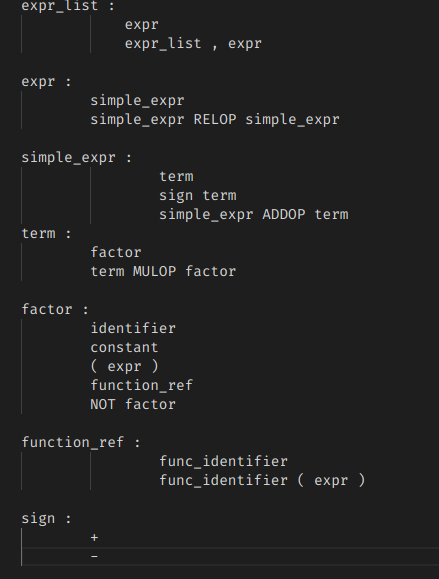 expr_list :
expr
expr_list , expr
expr :
simple_expr
simple_expr RELOP simple_expr
simple_expr :
term
sign term
simple_expr ADDOP term
term :
factor
term MULOP factor
factor :
identifier
constant
( expr )
function_ref
NOT factor
function_ref :
func_identifier
func_identifier ( expr )
sign :
+
-